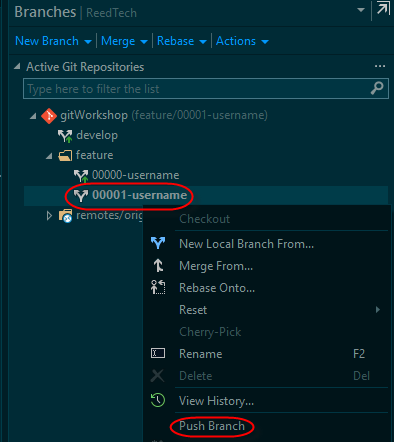 Branches | ReedTech
New Branch Merge Rebase Actions
Active Git Repositories
Type here to filter the list
gitWorkshop (feature/00001-username)
develop
feature
00000-username
00001-username
remotes/orig
Checkout
New Local Branch From...
Merge From...
Rebase Onto...
Reset
Cherry-Pick
Rename F2
Delete Del
View History...
Push Branch